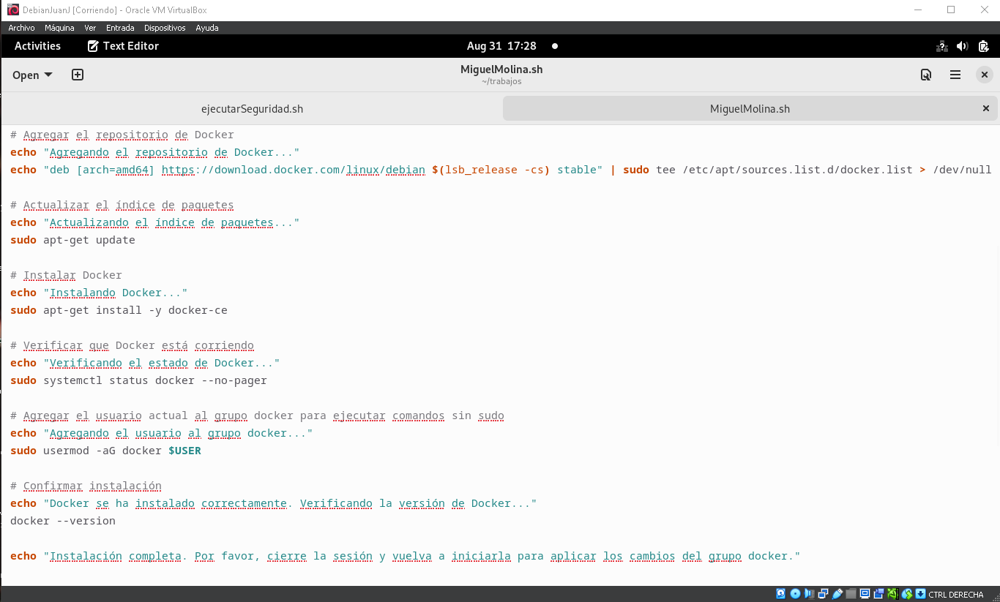 DebianJuanJ [Corriendo] - Oracle VM VirtualBox
Archivo Máquina Ver Entrada Dispositivos Ayuda
Activities Text Editor Aug 31 17:28
Open MiguelMolina.sh
~/trabajos
ejecutarSeguridad.sh MiguelMolina.sh
# Agregar el repositorio de Docker
echo "Agregando el repositorio de Docker..."
echo "deb [arch=amd64] https://download.docker.com/linux/debian $(lsb_release -cs) stable" | sudo tee /etc/apt/sources.list.d/docker.list > /dev/null
# Actualizar el índice de paquetes
echo "Actualizando el índice de paquetes..."
sudo apt-get update
# Instalar Docker
echo "Instalando Docker..."
sudo apt-get install -y docker-ce
# Verificar que Docker está corriendo
echo "Verificando el estado de Docker..."
sudo systemctl status docker --no-pager
# Agregar el usuario actual al grupo docker para ejecutar comandos sin sudo
echo "Agregando el usuario al grupo docker..."
sudo usermod -aG docker $USER
# Confirmar instalación
echo "Docker se ha instalado correctamente. Verificando la versión de Docker..."
docker --version
echo "Instalación completa. Por favor, cierre la sesión y vuelva a iniciarla para aplicar los cambios del grupo docker."
CTRL DERECHA